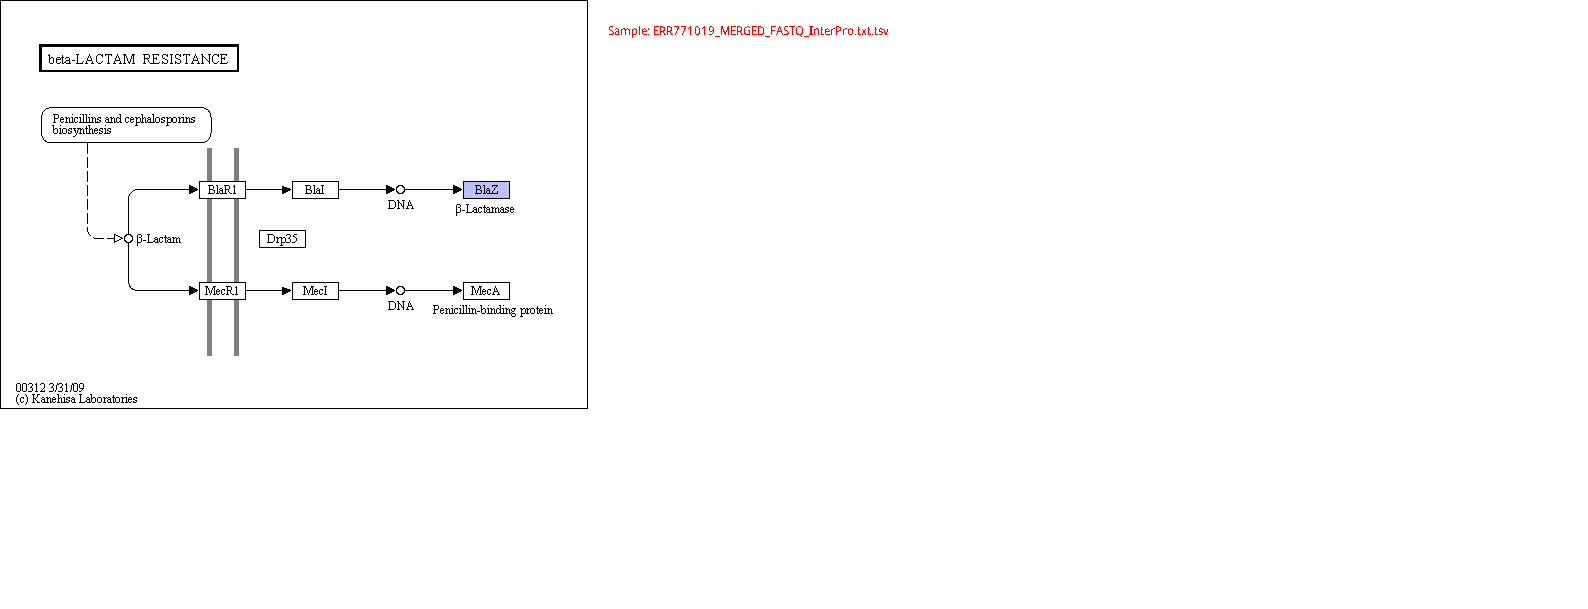 Sample: ERR771019_MERGED_FASTQ_InterPro.txt.tsv
beta-LACTAM RESISTANCE
Penicillins and cephalosporins
biosynthesis
BlaR1
BlaI
DNA
BlaZ
β-Lactamase
β-Lactam
Drp35
MecR1
MecI
DNA
MecA
Penicillin-binding protein
00312 3/31/09
(c) Kanehisa Laboratories